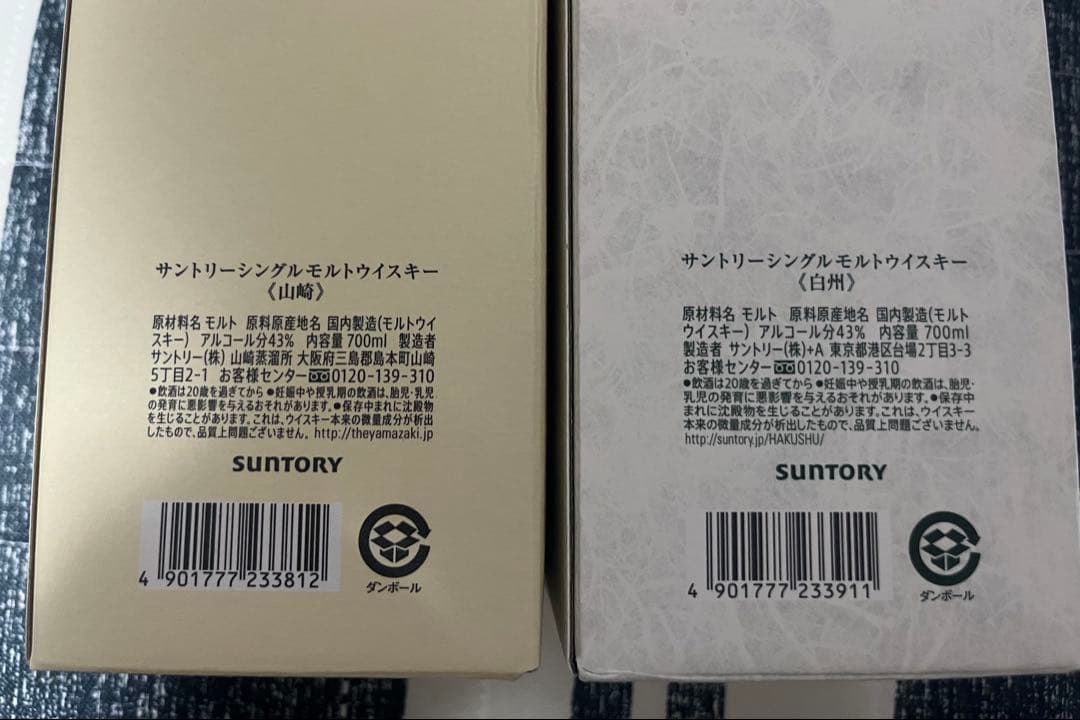 サントリーシングルモルトウイスキー
《山崎》
原材料名 モルト 原料原産地名 国内製造(モルトウイ
スキー) アルコール分43% 内容量700ml 製造者
サントリー(株) 山崎蒸溜所 大阪府三島郡島本町山崎
5丁目2-1 お客様センター 0120-139-310
●飲酒は20歳を過ぎてから ●妊娠中や授乳期の飲酒は、胎児・乳児
の発育に悪影響を与えるおそれがあります。●保存中まれに沈殿物
を生じることがあります。これは、ウイスキー本来の微量成分が析出
したもので、品質上問題ございません。 http://theyamazaki.jp
SUNTORY
4 901777 233812
ダンボール
サントリーシングルモルトウイスキー
《白州》
原材料名 モルト 原料原産地名 国内製造(モルト
ウイスキー) アルコール分43% 内容量 700ml
製造者 サントリー(株)+A 東京都港区台場2丁目3-3
お客様センター 0120-139-310
●飲酒は20歳を過ぎてから ●妊娠中や授乳期の飲酒は、胎児・
乳児の発育に悪影響を与えるおそれがあります。●保存中
まれに沈殿物を生じることがあります。これは、ウイスキー
本来の微量成分が析出したもので、品質上問題ございません。
http://suntory.jp/HAKUSHU/
SUNTORY
4 901777 233911
ダンボール